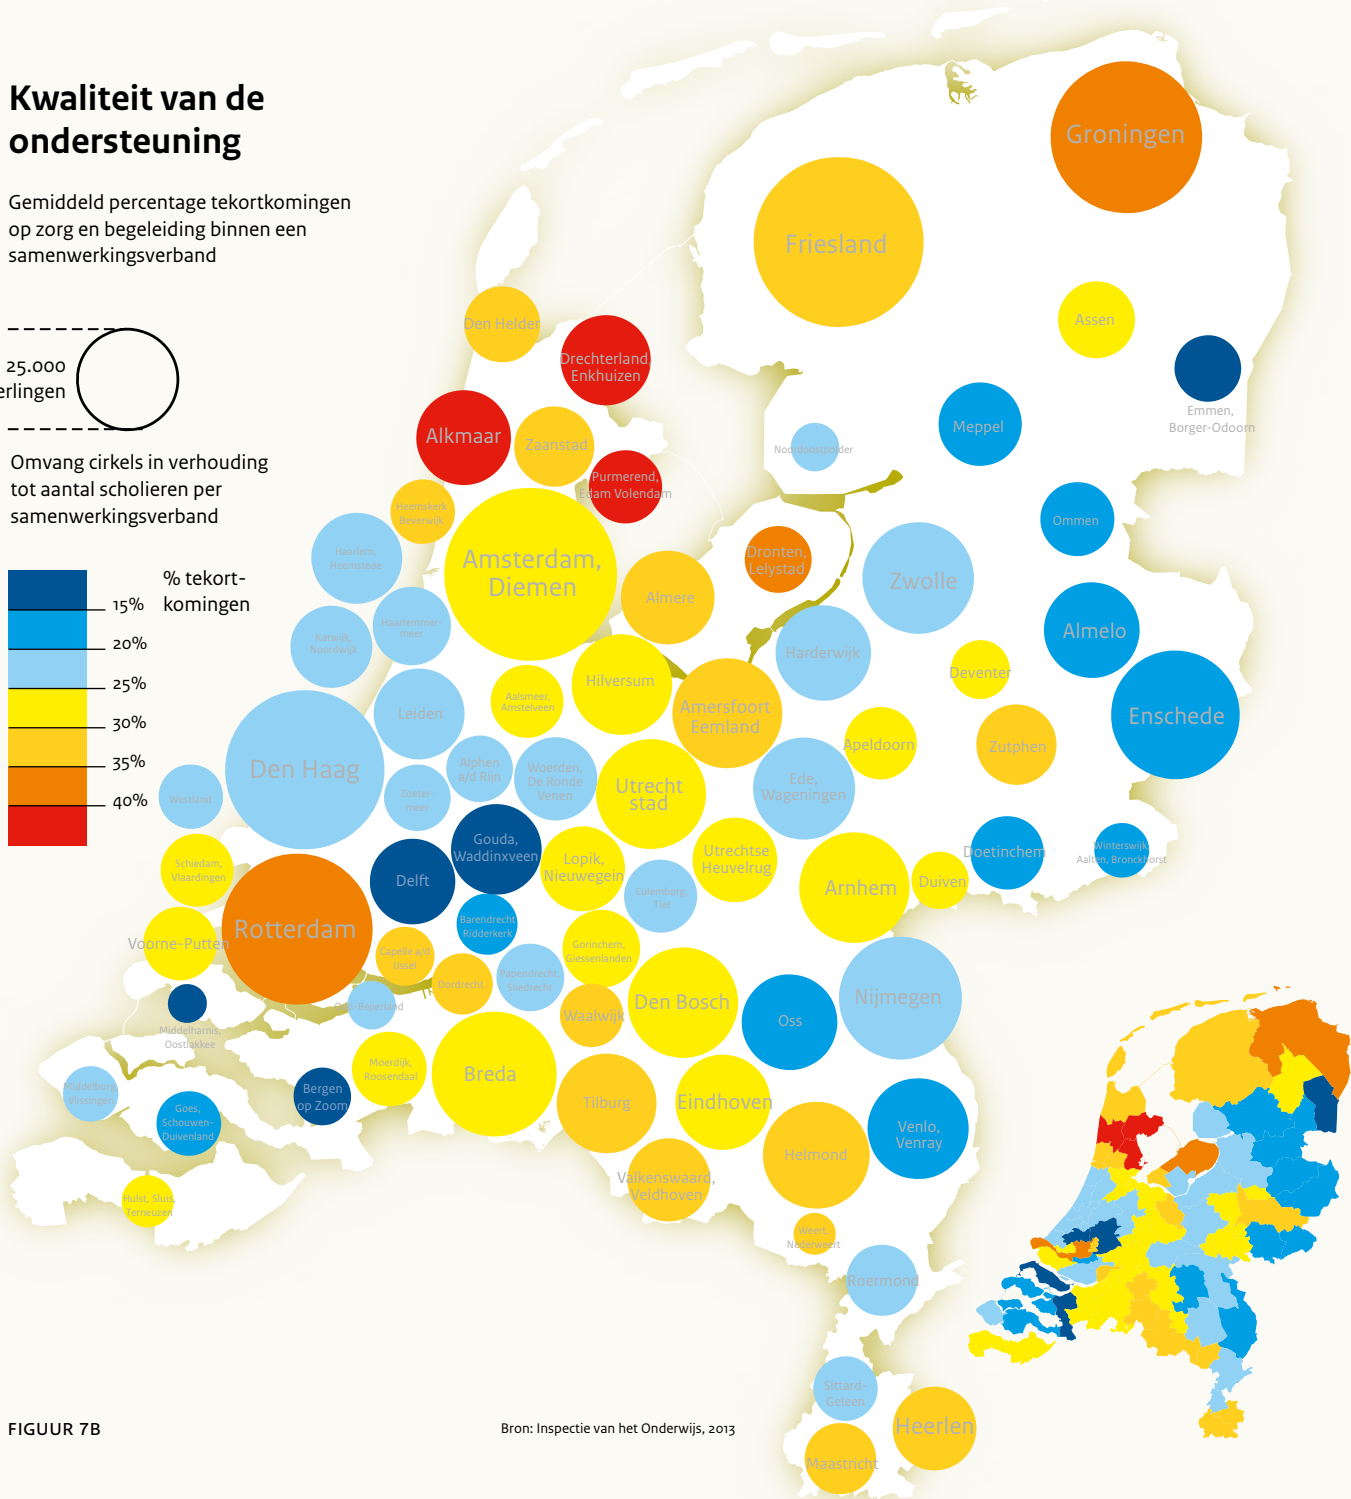 Kwaliteit van de
ondersteuning
Gemiddeld percentage tekortkomingen
op zorg en begeleiding binnen een
samenwerkingsverband
25.000
erlingen
Omvang cirkels in verhouding
tot aantal scholieren per
samenwerkingsverband
% tekort-
komingen
15%
20%
25%
30%
35%
40%
Groningen
Friesland
Assen
Den Helder
Drechterland,
Enkhuizen
Emmen,
Borger-Odoorn
Alkmaar
Zaanstad
Meppel
Noordoostpolder
Purmerend,
Edam Volendam
Heemskerk
Beverwijk
Ommen
Haarlem,
Heemstede
Amsterdam,
Diemen
Dronten,
Lelystad
Zwolle
Almere
Haarlemmer-
meer
Katwijk,
Noordwijk
Almelo
Harderwijk
Hilversum
Deventer
Aalsmeer,
Amstelveen
Leiden
Amersfoort
Eemland
Enschede
Apeldoorn
Zutphen
Den Haag
Alphen
a/d Rijn
Woerden,
De Ronde
Venen
Utrecht
stad
Ede,
Wageningen
Westland
Zoeter-
meer
Gouda,
Waddinxveen
Schiedam,
Vlaardingen
Delft
Lopik,
Nieuwegein
Utrechtse
Heuvelrug
Doetinchem
Winterswijk
Aalten, Bronckhorst
Culemborg,
Tiel
Arnhem
Duiven
Rotterdam
Barendrecht
Ridderkerk
Voorne-Putten
Capelle a/d
IJssel
Gorinchem,
Giessenlanden
Dordrecht
Papendrecht,
Sliedrecht
Oud-Beijerland
Den Bosch
Nijmegen
Waalwijk
Oss
Middelharnis,
Oostlakkee
Moerdijk,
Roosendaal
Breda
Middelburg,
Vlissingen
Bergen
op Zoom
Tilburg
Eindhoven
Goes,
Schouwen-
Duivenland
Venlo,
Venray
Helmond
Valkenswaard,
Veldhoven
Hulst, Sluis,
Terneuzen
Weert,
Nederweert
Roermond
Sittard-
Geleen
Heerlen
Maastricht
FIGUUR 7B
Bron: Inspectie van het Onderwijs, 2013